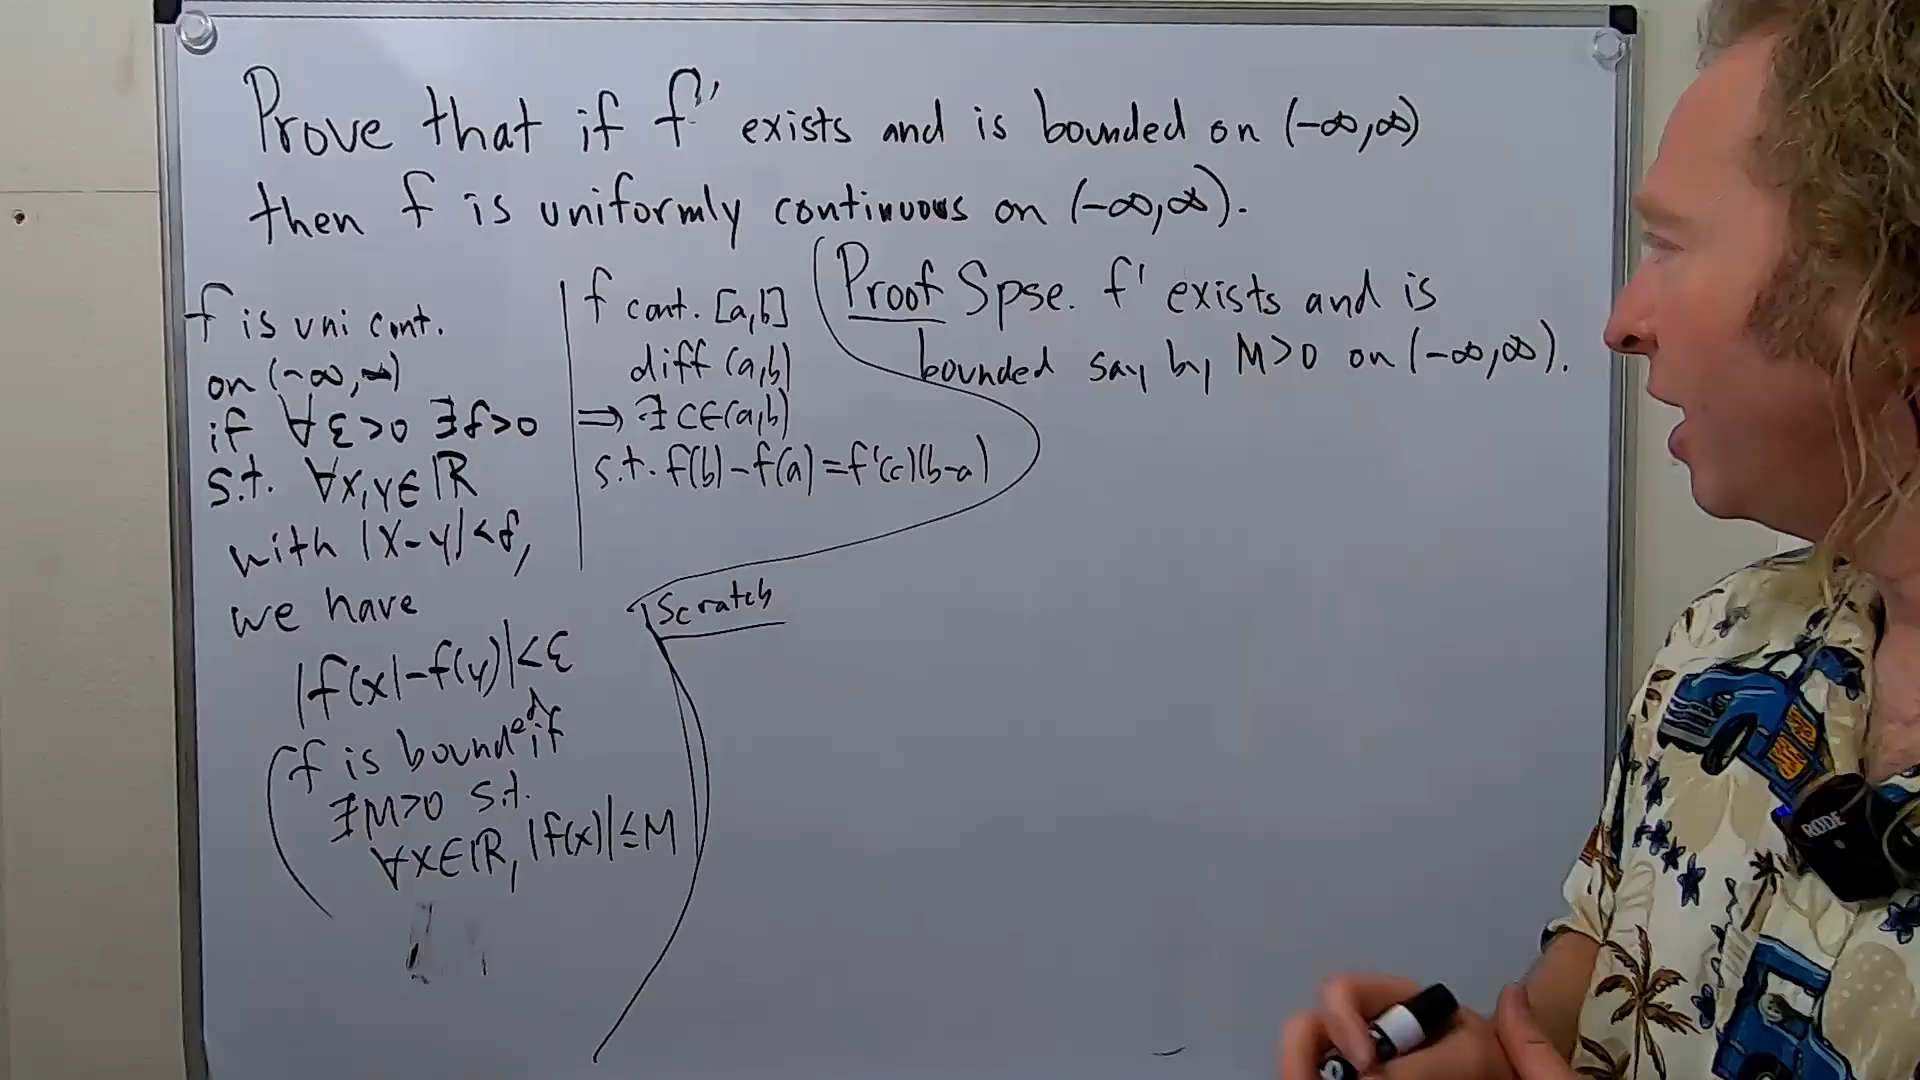 Prove that if f' exists and is bounded on (-∞,∞)
then f is uniformly continuous on (-∞,∞).
f is uni cont.
on (-∞,∞)
if ∀ε>0 ∃δ>0
s.t. ∀x,y∈ℝ
with |x-y|<δ,
we have
|f(x)-f(y)|<ε
f is bounded if
∃M>0 s.t.
∀x∈ℝ, |f(x)|≤M
f cont. [a,b]
diff (a,b)
⇒ ∃c∈(a,b)
s.t. f(b)-f(a)=f'(c)(b-a)
Scratch
Proof Spse. f' exists and is
bounded say by M>0 on (-∞,∞).
RODE